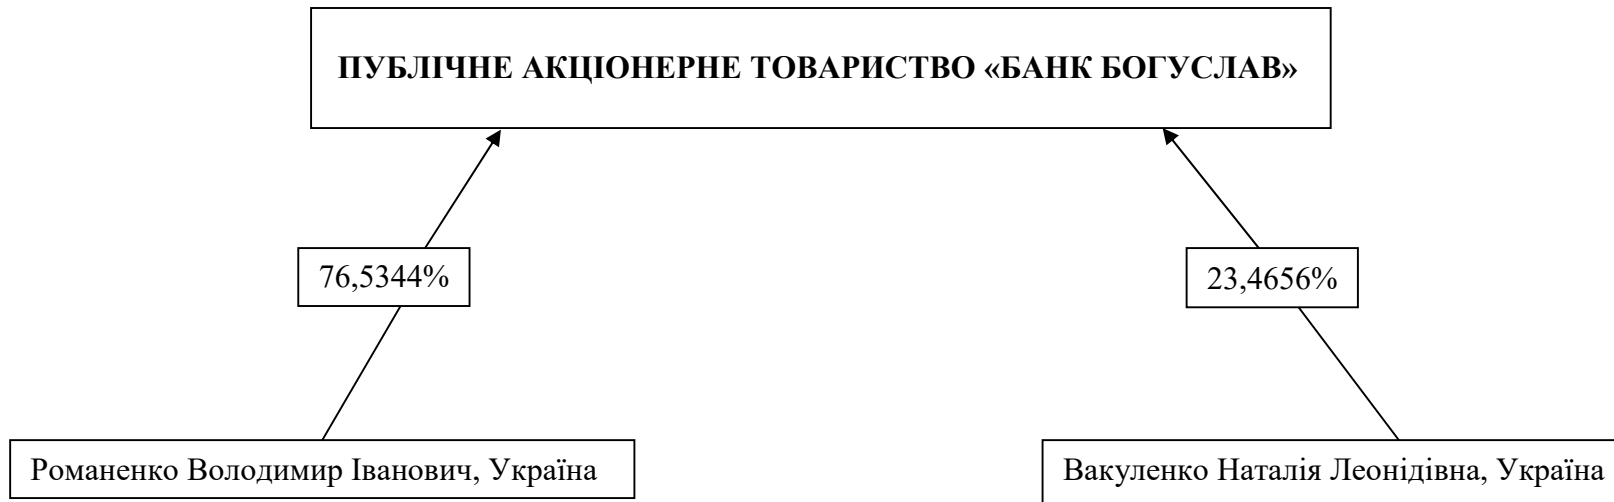 ПУБЛІЧНЕ АКЦІОНЕРНЕ ТОВАРИСТВО «БАНК БОГУСЛАВ»
76,5344%
23,4656%
Романенко Володимир Іванович, Україна
Вакуленко Наталія Леонідівна, Україна